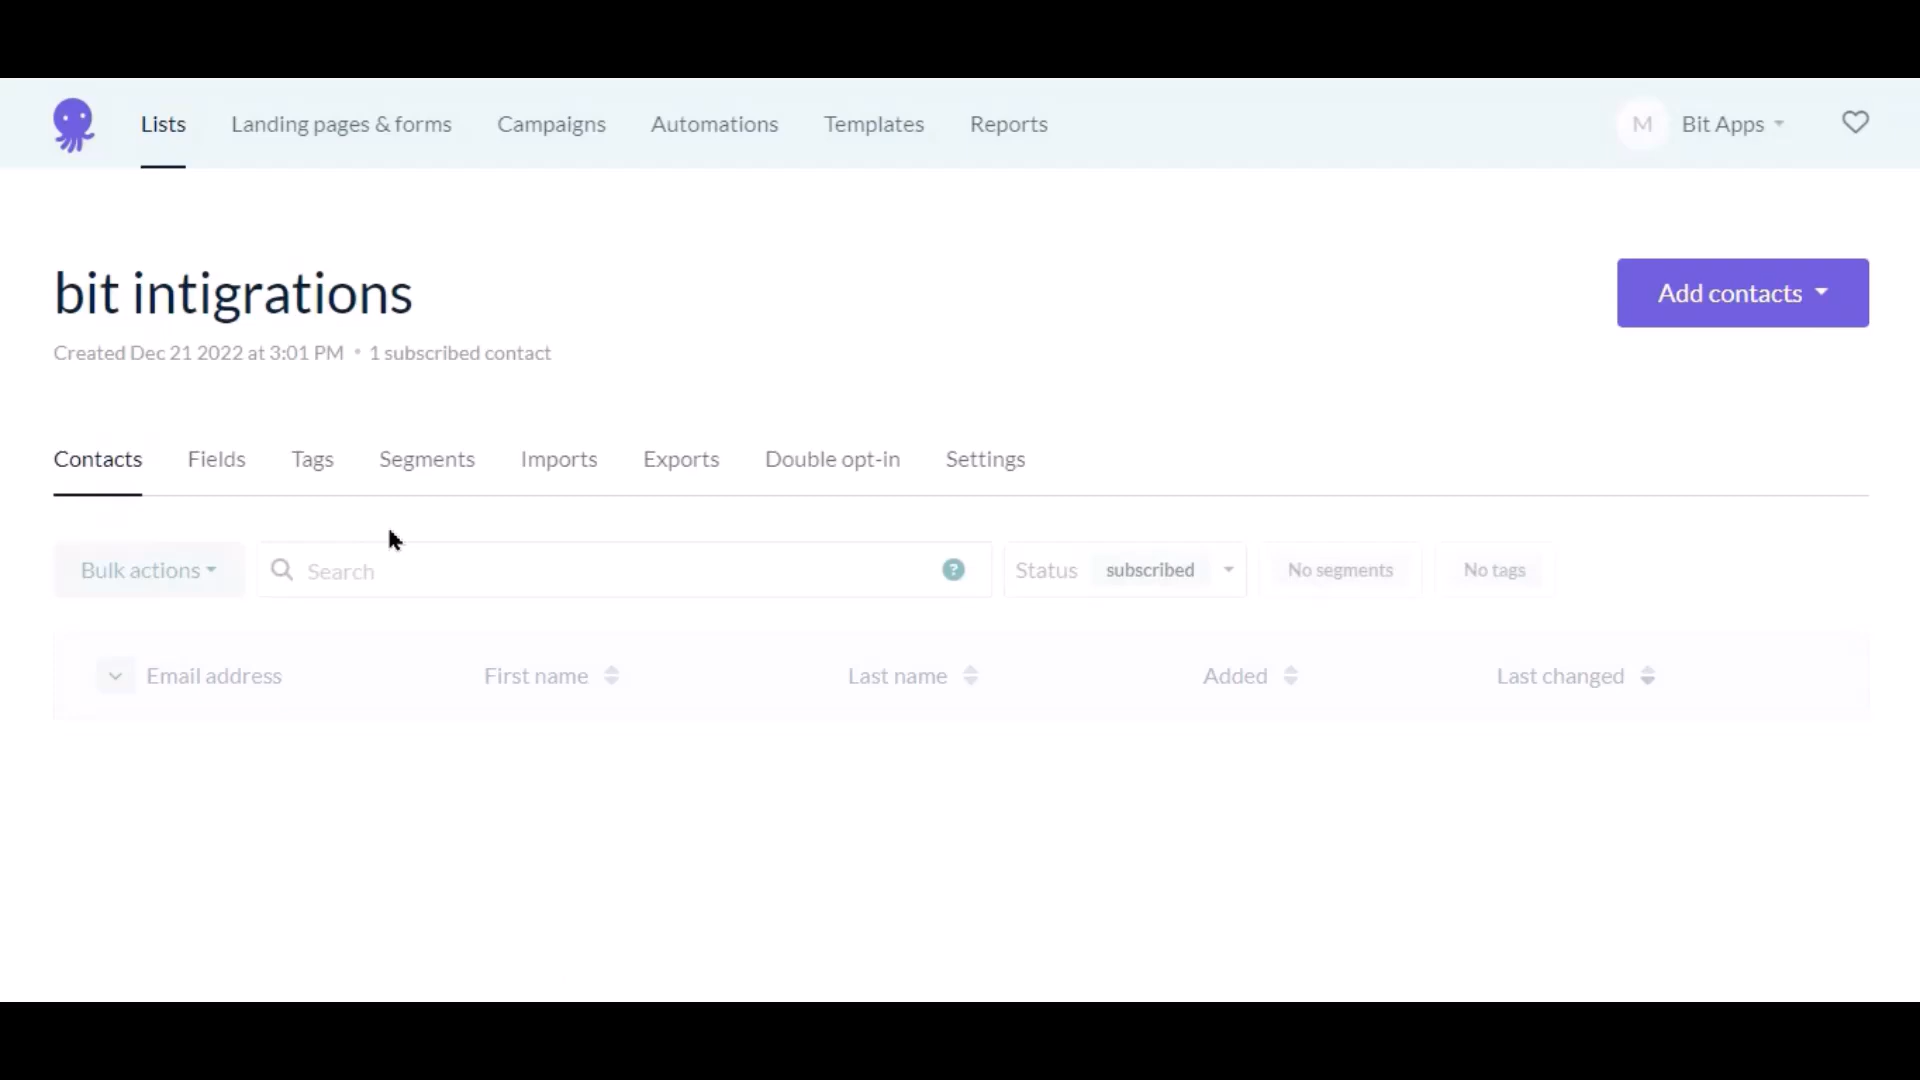 Lists Landing pages & forms Campaigns Automations Templates Reports M Bit Apps
bit intigrations
Add contacts
Created Dec 21 2022 at 3:01 PM • 1 subscribed contact
Contacts Fields Tags Segments Imports Exports Double opt-in Settings
Bulk actions Search ? Status subscribed No segments No tags
Email address First name Last name Added Last changed